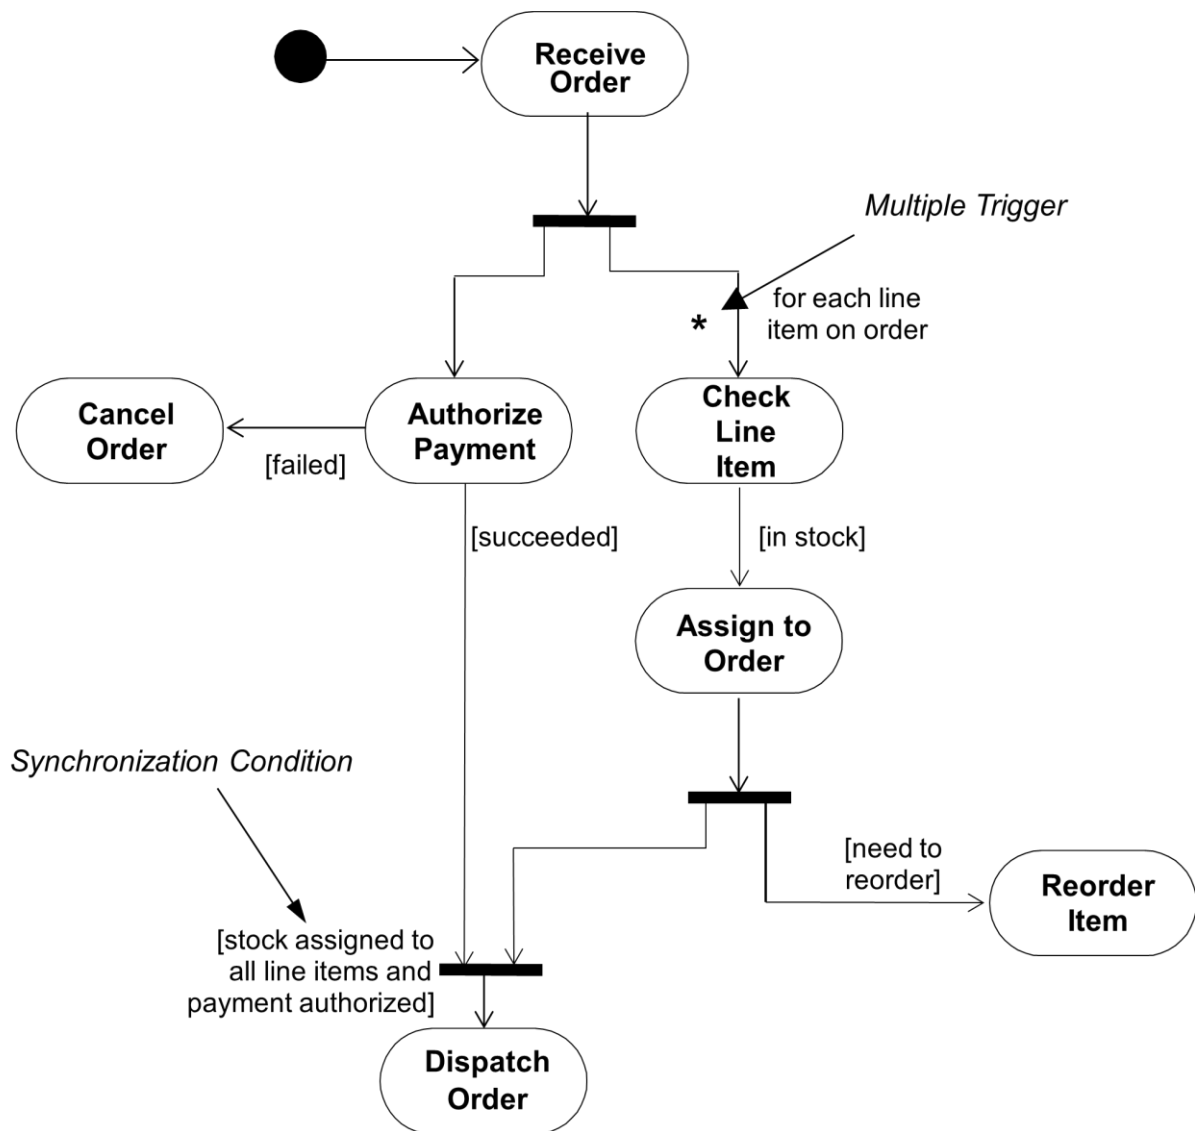 Receive
Order
Multiple Trigger
for each line
item on order
*
Cancel
Order
Authorize
Payment
Check
Line
Item
[failed]
[succeeded]
[in stock]
Assign to
Order
Synchronization Condition
[need to
reorder]
Reorder
Item
[stock assigned to
all line items and
payment authorized]
Dispatch
Order